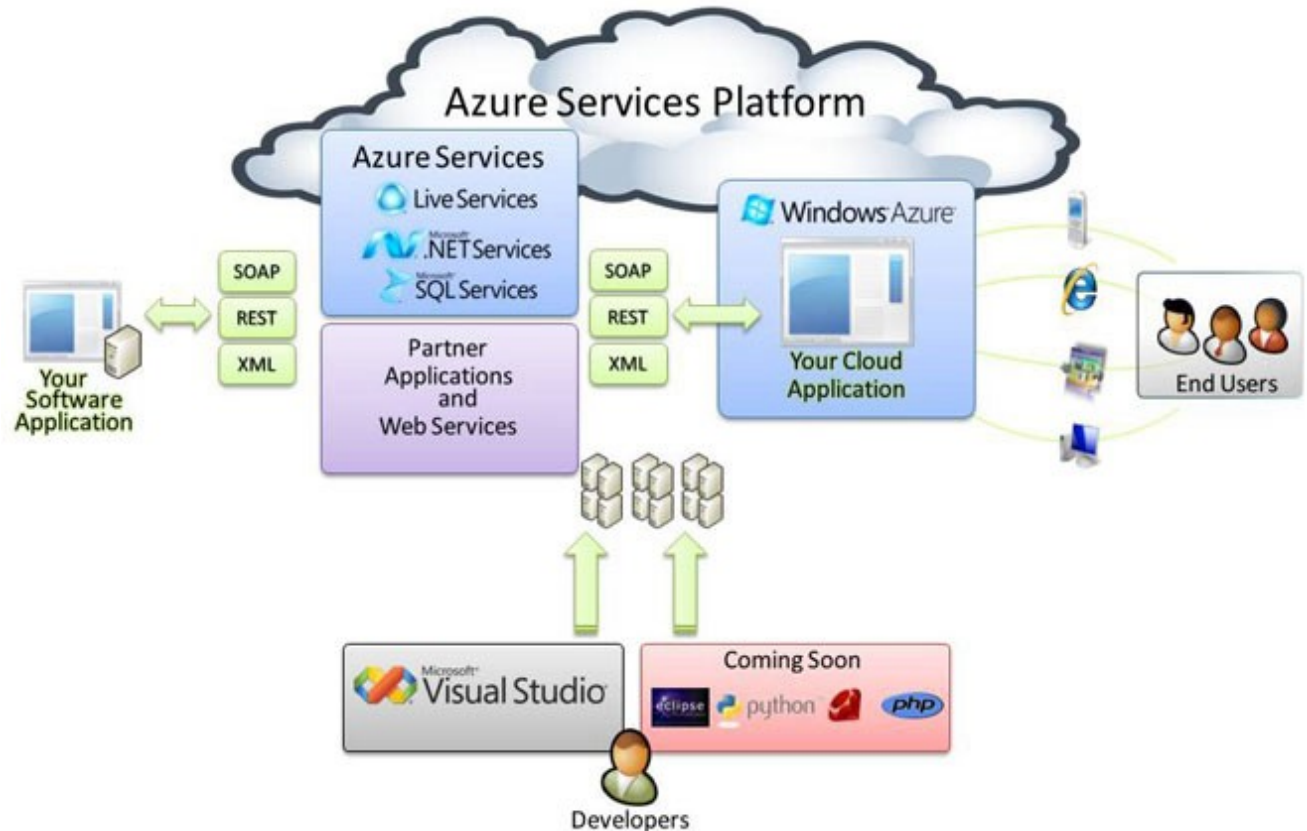 Azure Services Platform
Azure Services
Live Services
Microsoft®
.NET Services
Microsoft®
SQL Services
Partner
Applications
and
Web Services
SOAP
REST
XML
Your
Software
Application
SOAP
REST
XML
Windows Azure™
Your Cloud
Application
End Users
Microsoft®
Visual Studio®
Coming Soon
eclipse
python™
php
Developers